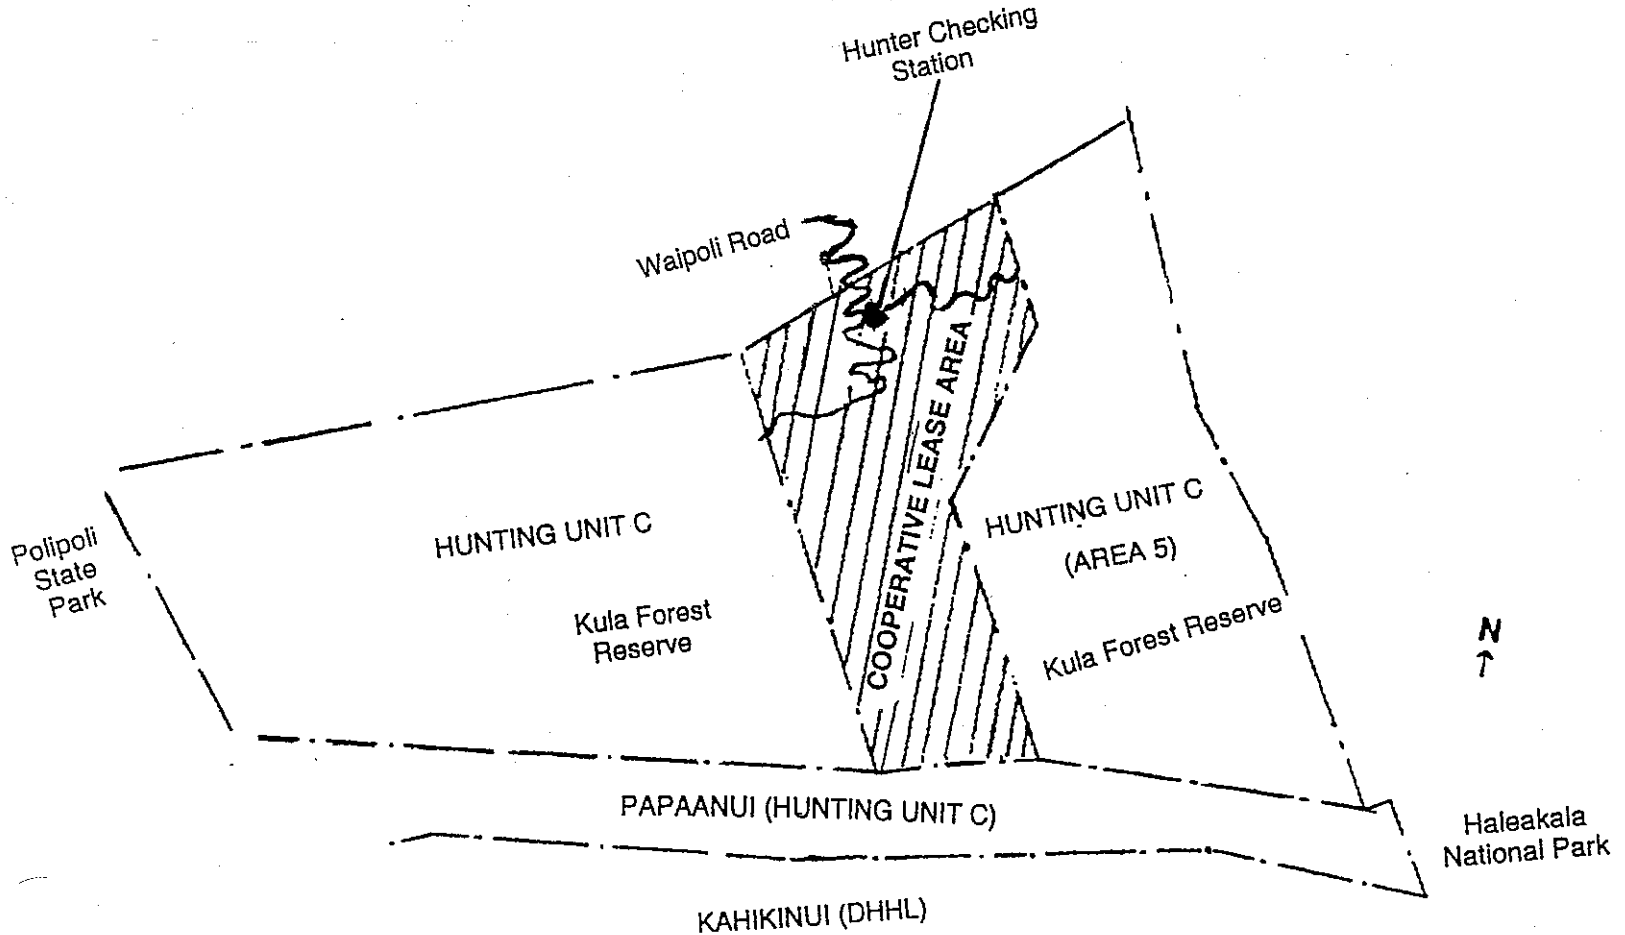 Hunter Checking
Station
Waipoli Road
COOPERATIVE LEASE AREA
HUNTING UNIT C
HUNTING UNIT C
(AREA 5)
Polipoli
State
Park
Kula Forest
Reserve
Kula Forest Reserve
N
PAPAANUI (HUNTING UNIT C)
Haleakala
National Park
KAHIKINUI (DHHL)